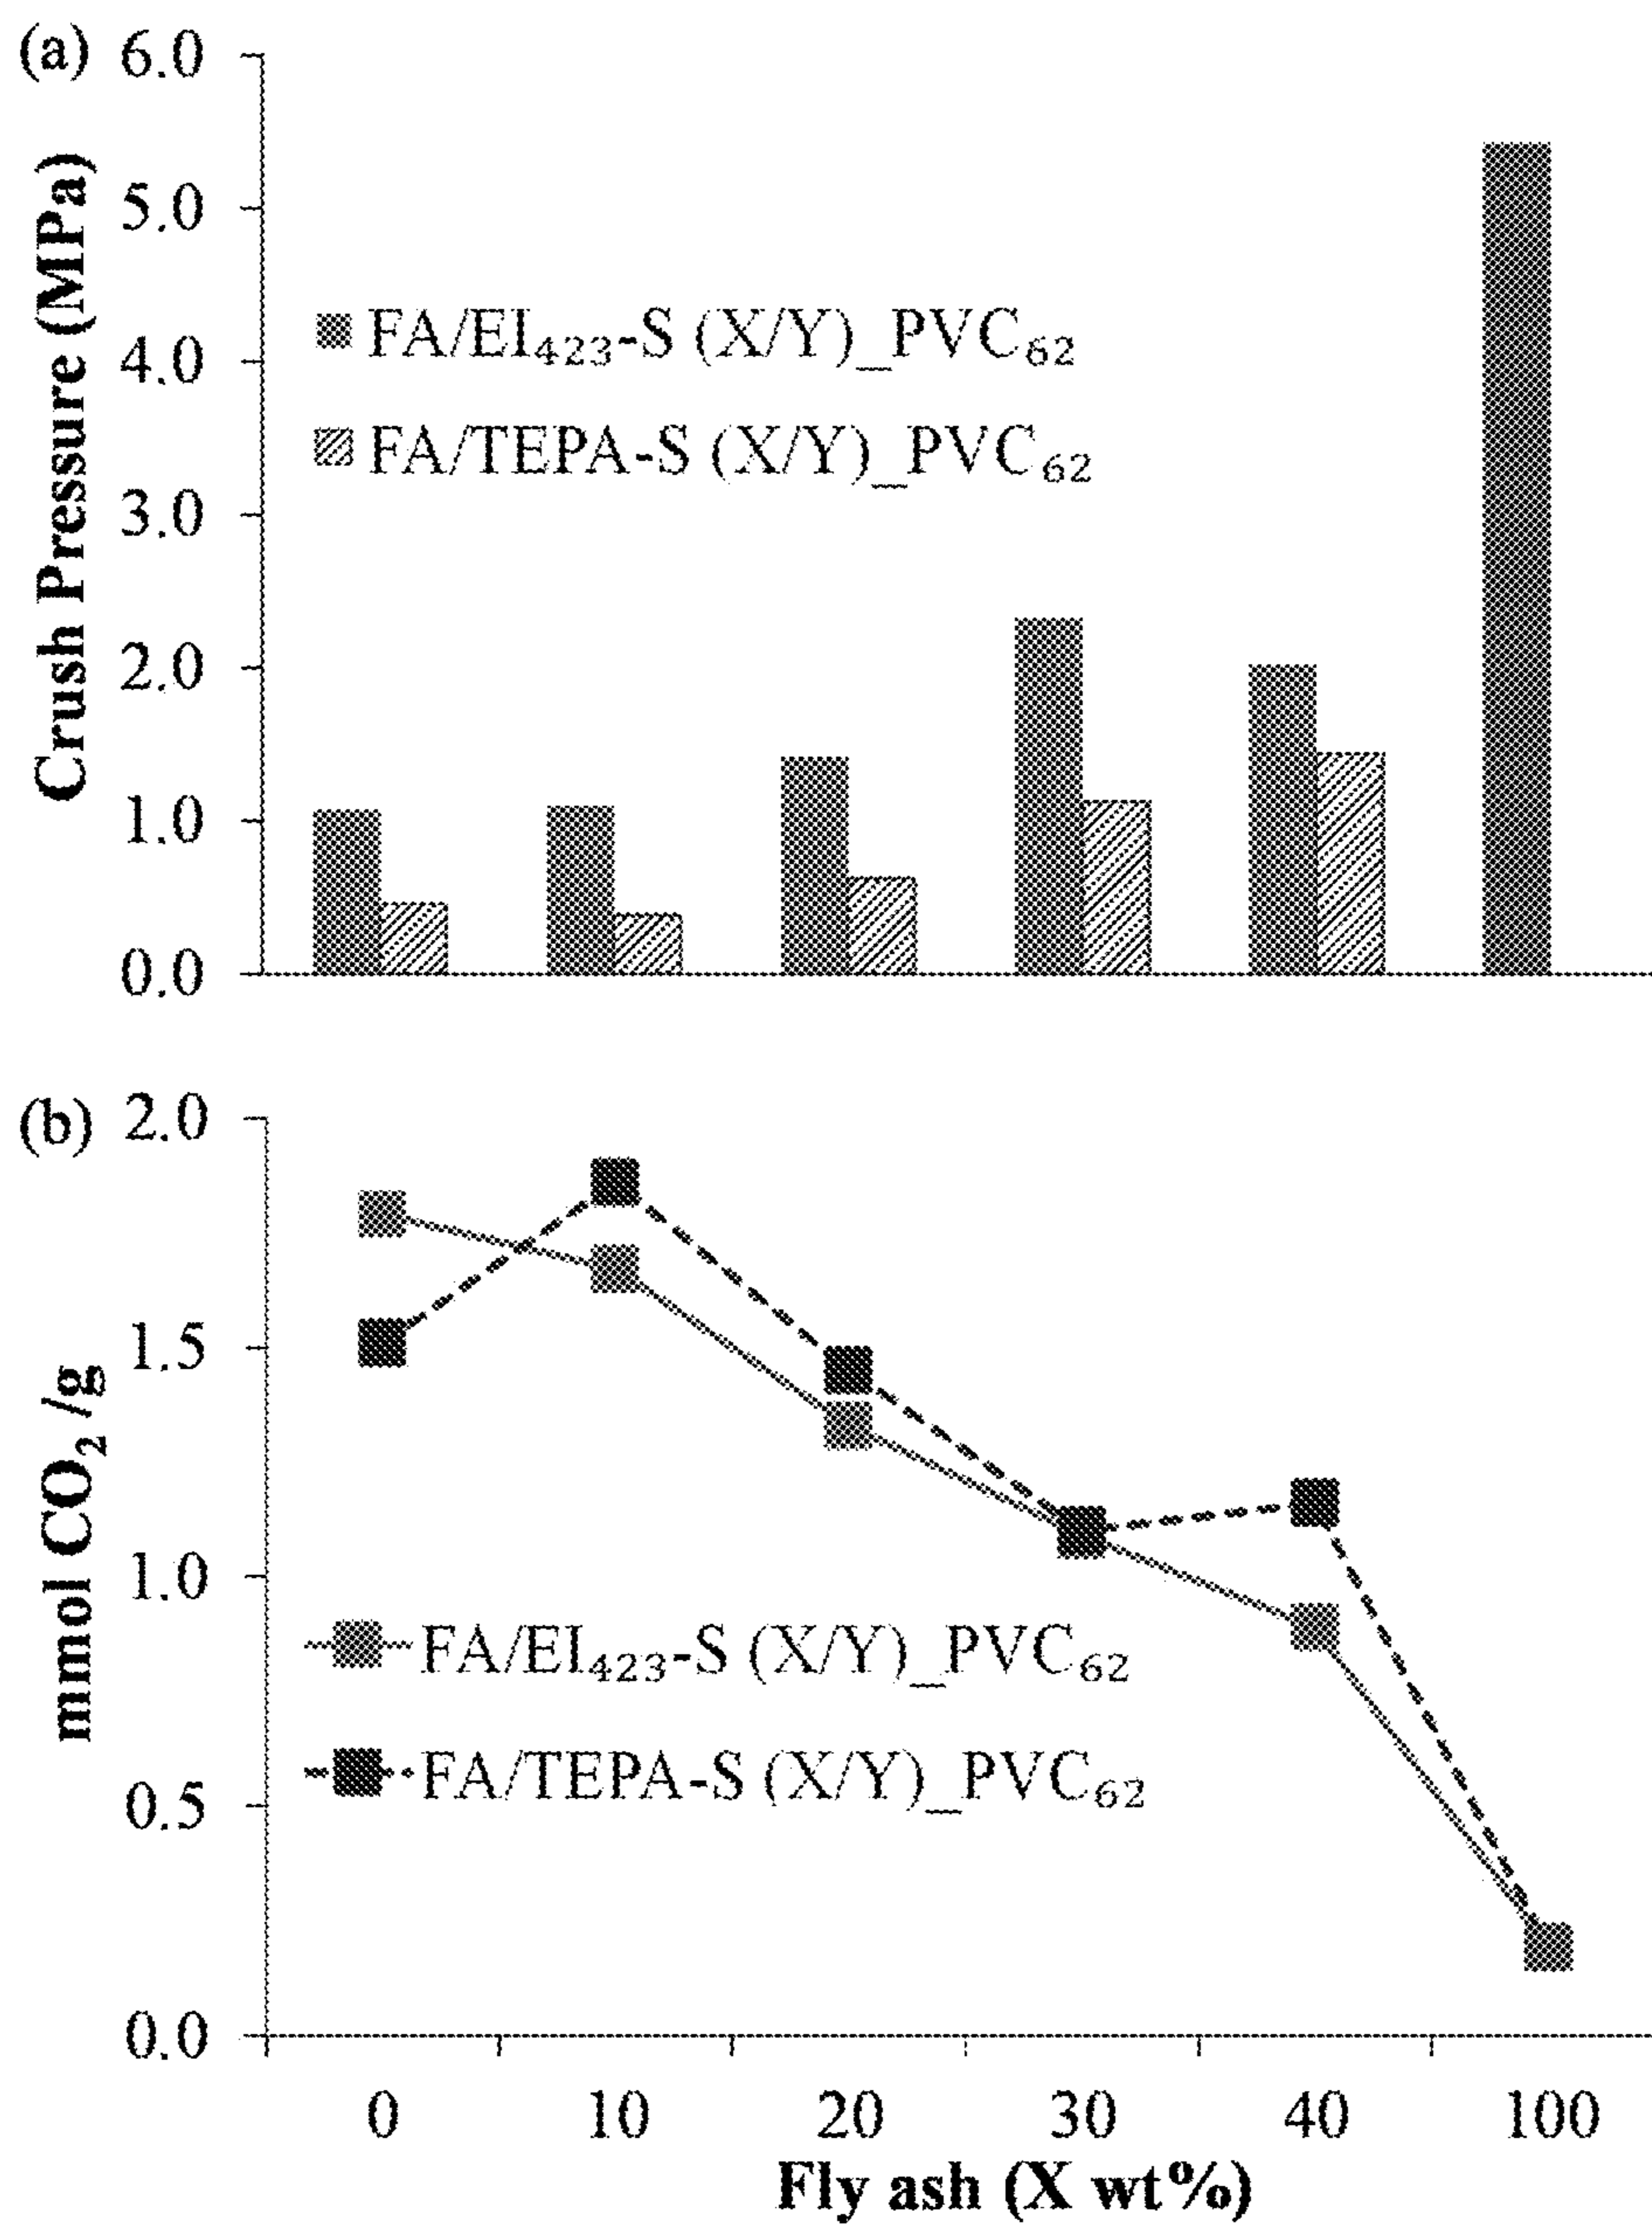 (a)
6.0
5.0
4.0
3.0
2.0
1.0
0.0
Crush Pressure (MPa)
FA/EI₄₂₃-S (X/Y)_PVC₆₂
FA/TEPA-S (X/Y)_PVC₆₂
(b)
2.0
1.5
1.0
0.5
0.0
mmol CO₂ /g
FA/EI₄₂₃-S (X/Y)_PVC₆₂
FA/TEPA-S (X/Y)_PVC₆₂
0 10 20 30 40 100
Fly ash (X wt%)